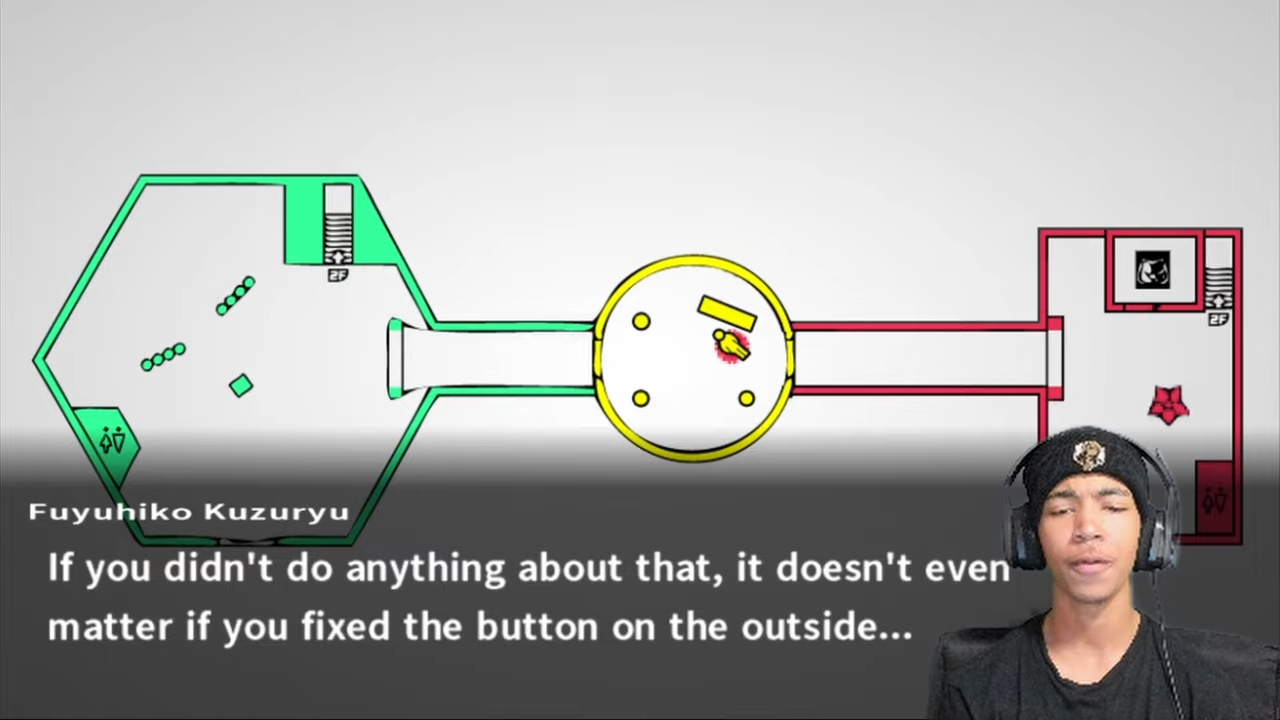 2F
2F
Fuyuhiko Kuzuryu
If you didn't do anything about that, it doesn't even
matter if you fixed the button on the outside...